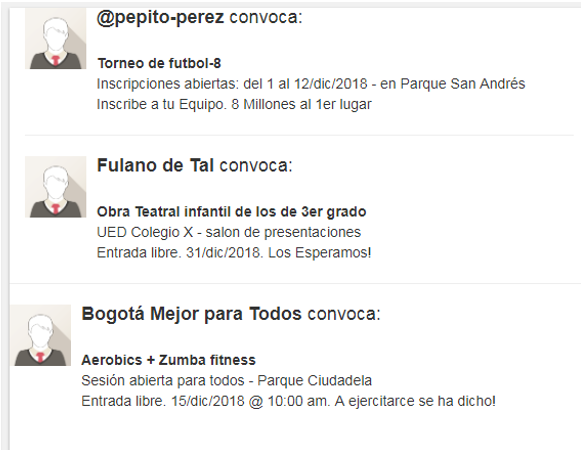 @pepito-perez convoca:
Torneo de futbol-8
Inscripciones abiertas: del 1 al 12/dic/2018 - en Parque San Andrés
Inscribe a tu Equipo. 8 Millones al 1er lugar
Fulano de Tal convoca:
Obra Teatral infantil de los de 3er grado
UED Colegio X - salon de presentaciones
Entrada libre. 31/dic/2018. Los Esperamos!
Bogotá Mejor para Todos convoca:
Aerobics + Zumba fitness
Sesión abierta para todos - Parque Ciudadela
Entrada libre. 15/dic/2018 @ 10:00 am. A ejercitarce se ha dicho!